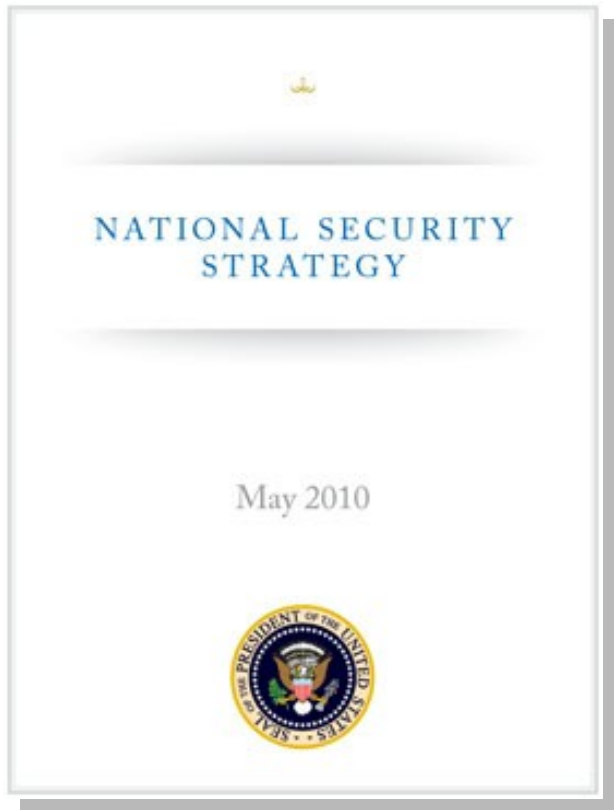 NATIONAL SECURITY
STRATEGY
May 2010
SEAL OF THE PRESIDENT OF THE UNITED STATES